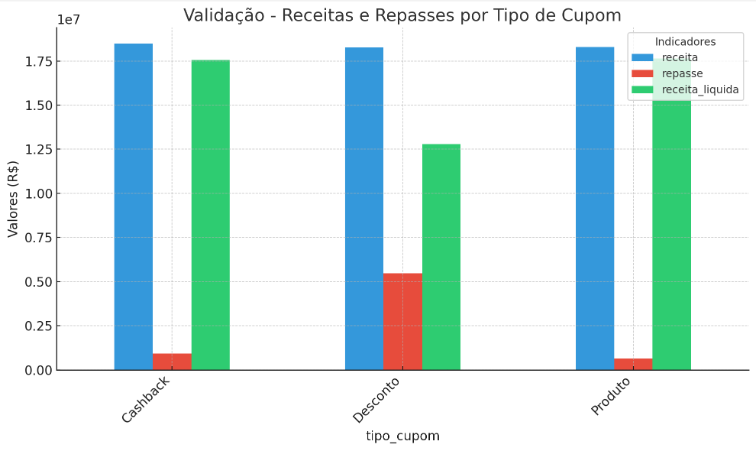 Validação - Receitas e Repasses por Tipo de Cupom
1e7
Indicadores
receita
repasse
receita_liquida
1.75
1.50
1.25
1.00
0.75
0.50
0.25
0.00
Valores (R$)
Cashback
Desconto
Produto
tipo_cupom